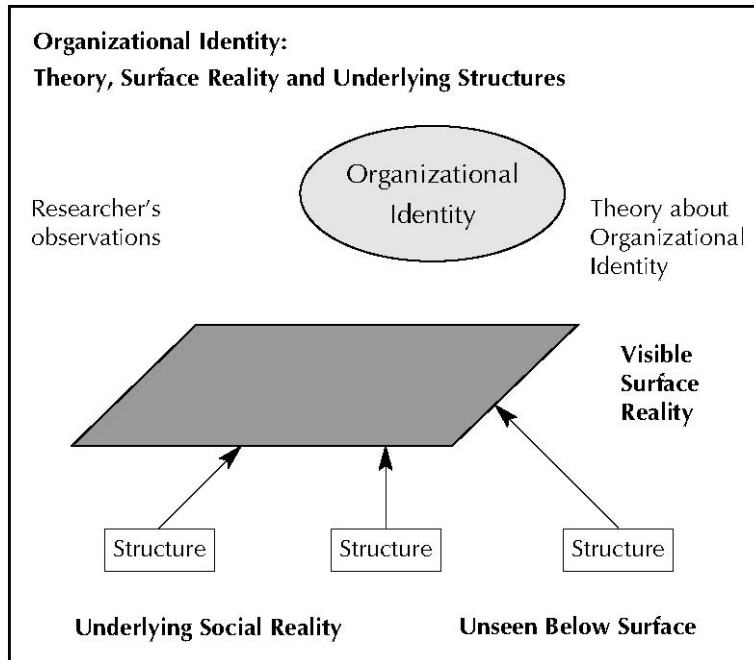 Organizational Identity:
Theory, Surface Reality and Underlying Structures
Organizational
Identity
Researcher's
observations
Theory about
Organizational
Identity
Visible
Surface
Reality
Structure
Structure
Structure
Underlying Social Reality
Unseen Below Surface